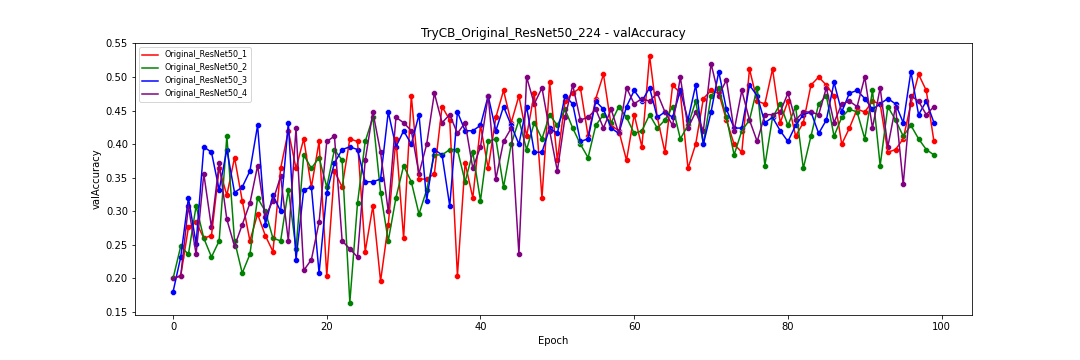 TryCB_Original_ResNet50_224 - valAccuracy
Original_ResNet50_1
Original_ResNet50_2
Original_ResNet50_3
Original_ResNet50_4
valAccuracy
0.55
0.50
0.45
0.40
0.35
0.30
0.25
0.20
0.15
0 20 40 60 80 100
Epoch